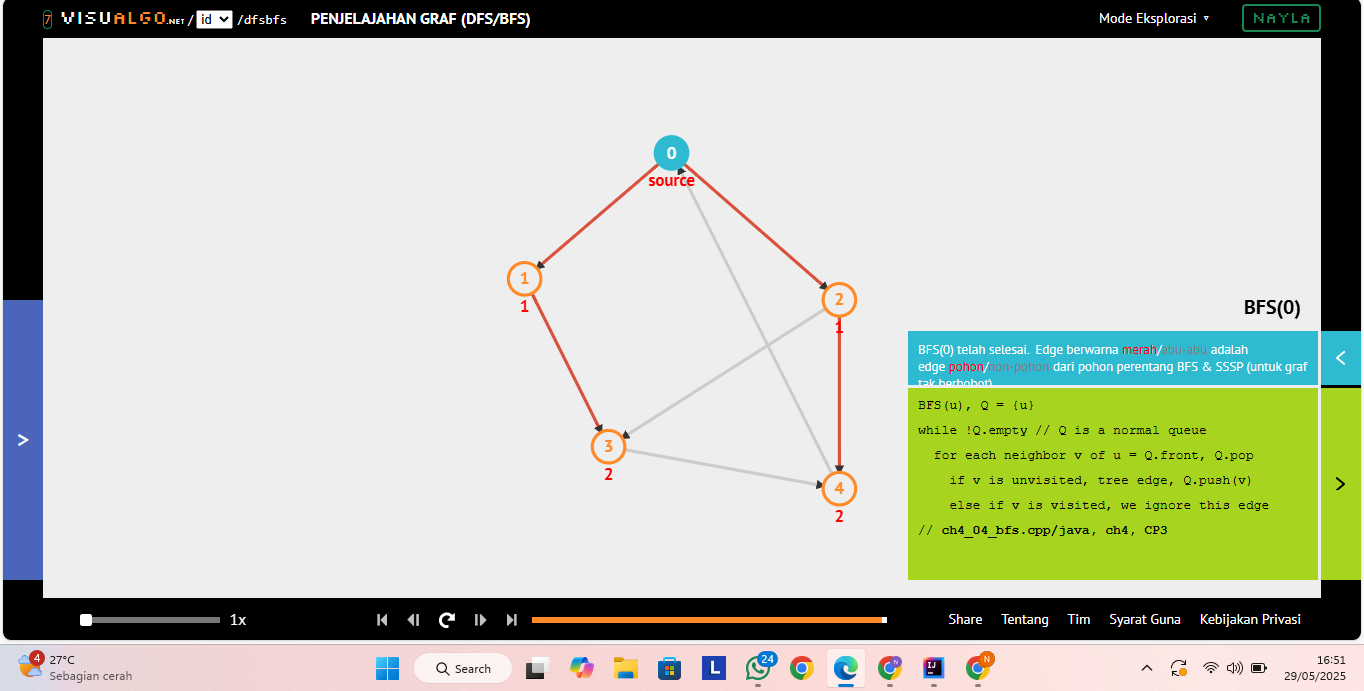 7 VISUALGO.NET / id /dfsbfs PENJELAJAHAN GRAF (DFS/BFS) Mode Eksplorasi ▼ NAYLA
0
source
1
1
2
1
3
2
4
2
BFS(0)
BFS(0) telah selesai. Edge berwarna merah/abu-abu adalah
edge pohon/non-pohon dari pohon perentang BFS & SSSP (untuk graf
tak berbobot)
BFS(u), Q = {u}
while !Q.empty // Q is a normal queue
for each neighbor v of u = Q.front, Q.pop
if v is unvisited, tree edge, Q.push(v)
else if v is visited, we ignore this edge
// ch4_04_bfs.cpp/java, ch4, CP3
1x Share Tentang Tim Syarat Guna Kebijakan Privasi
4 27°C
Sebagian cerah
Search
L
24
N
N
16:51
29/05/2025